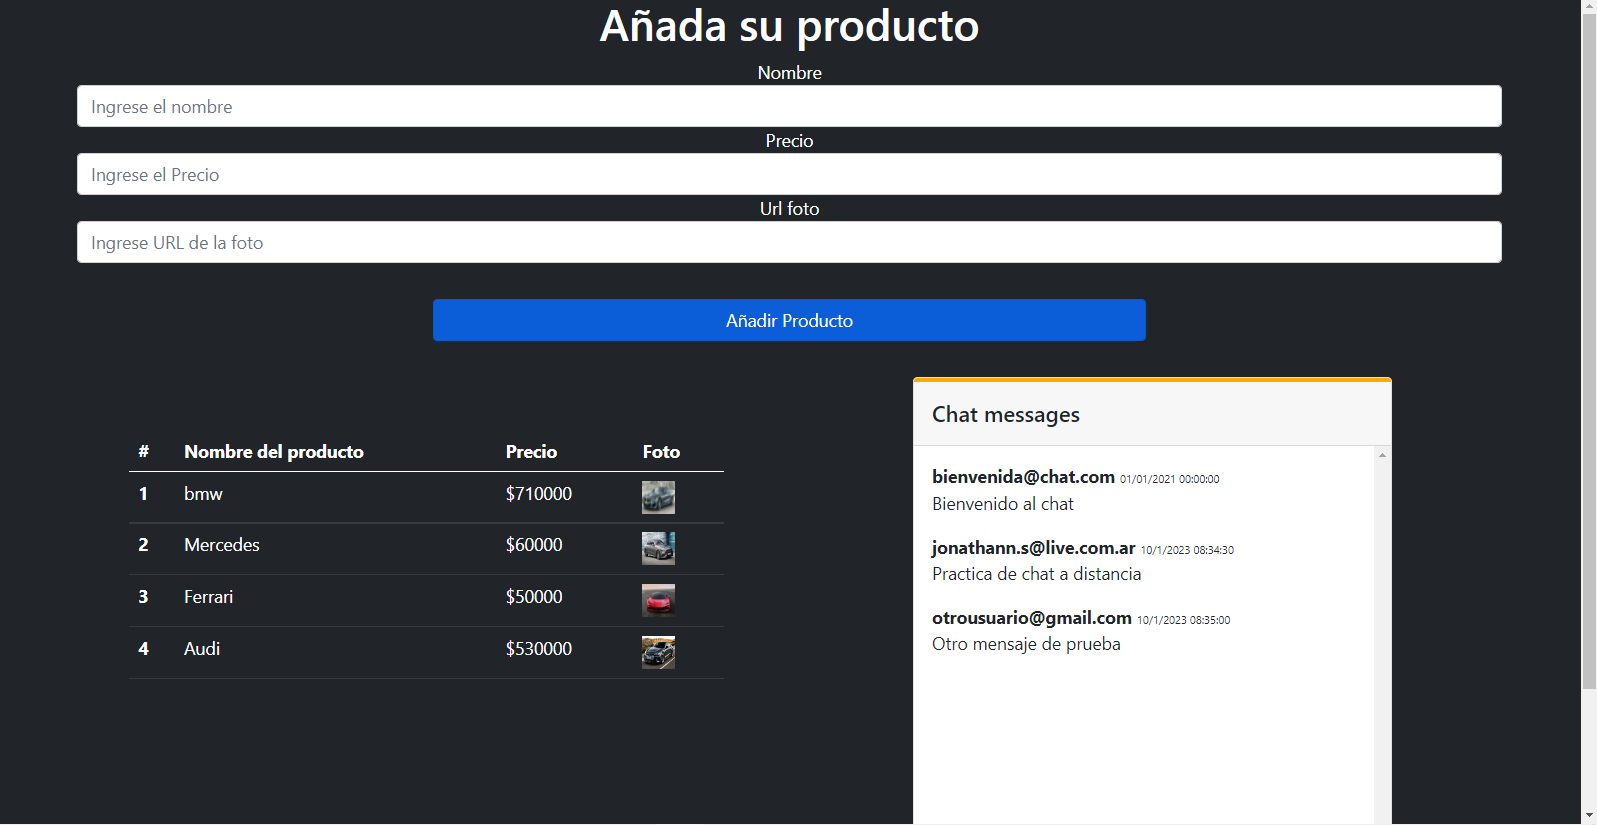 Añada su producto
Nombre
Ingrese el nombre
Precio
Ingrese el Precio
Url foto
Ingrese URL de la foto
Añadir Producto
# Nombre del producto Precio Foto
1 bmw $710000
2 Mercedes $60000
3 Ferrari $50000
4 Audi $530000
Chat messages
bienvenida@chat.com 01/01/2021 00:00:00
Bienvenido al chat
jonathann.s@live.com.ar 10/1/2023 08:34:30
Practica de chat a distancia
otrousuario@gmail.com 10/1/2023 08:35:00
Otro mensaje de prueba